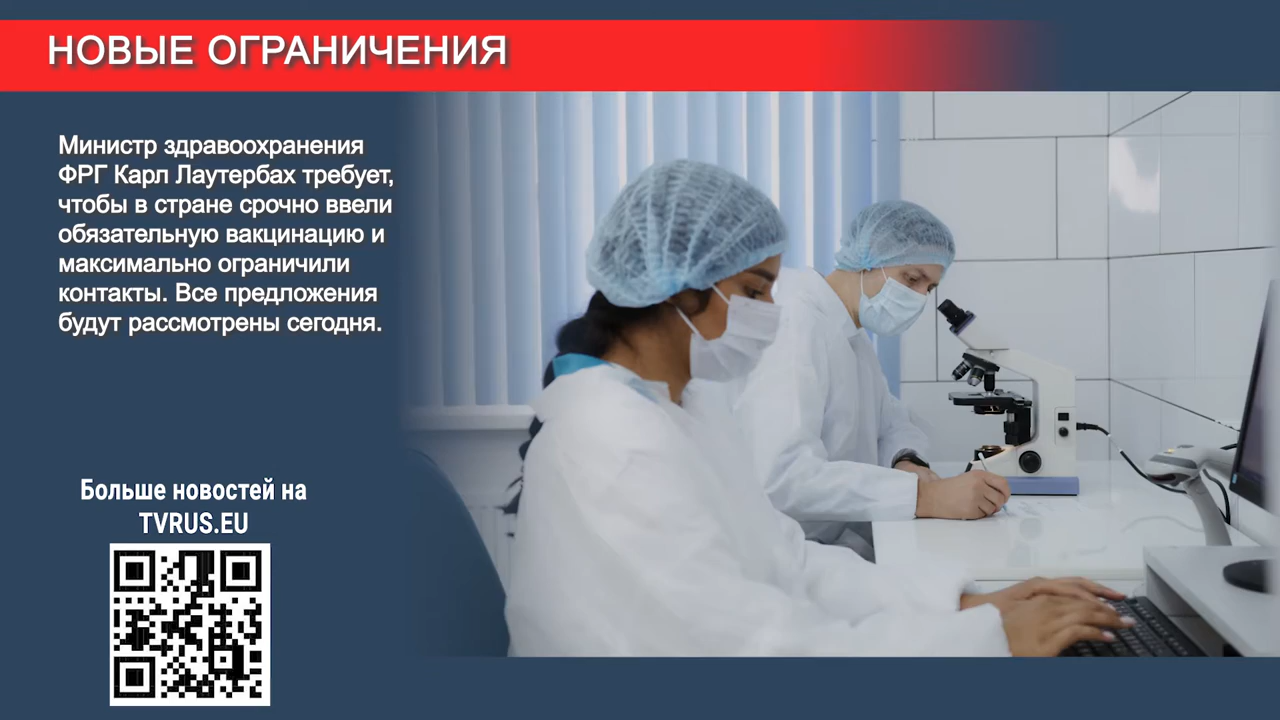 НОВЫЕ ОГРАНИЧЕНИЯ
Министр здравоохранения
ФРГ Карл Лаутербах требует,
чтобы в стране срочно ввели
обязательную вакцинацию и
максимально ограничили
контакты. Все предложения
будут рассмотрены сегодня.
Больше новостей на
TVRUS.EU